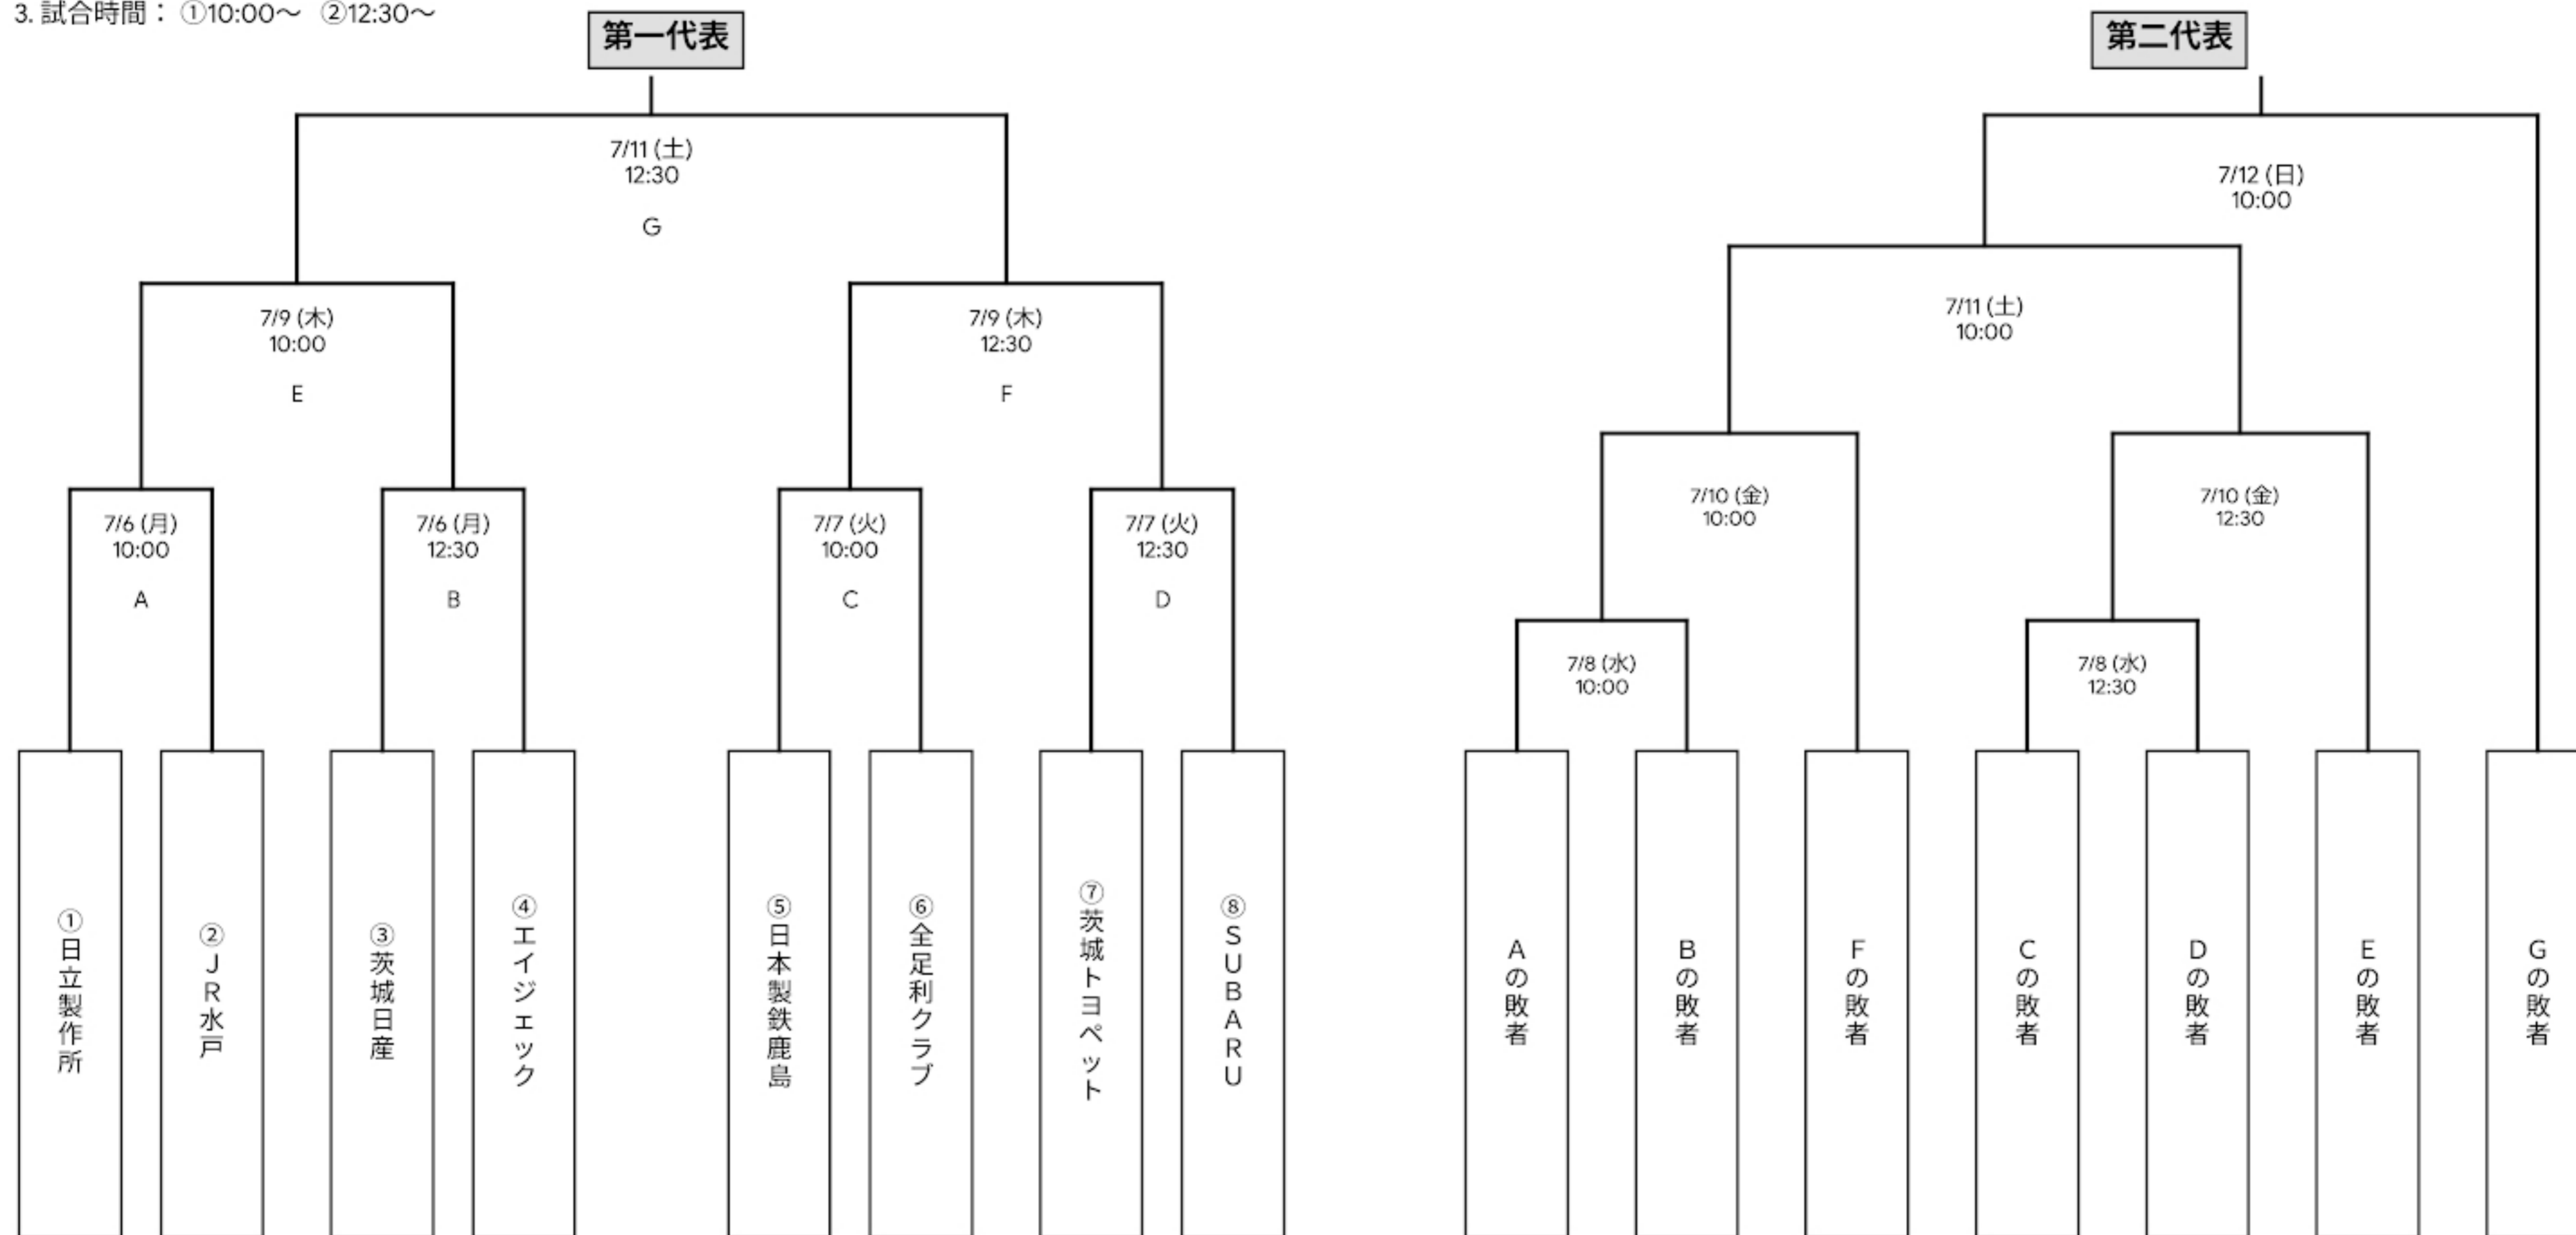 3. 試合時間： ①10:00～ ②12:30～
第一代表
7/11 (土)
12:30
G
7/9 (木)
10:00
E
7/9 (木)
12:30
F
7/6 (月)
10:00
A
7/6 (月)
12:30
B
7/7 (火)
10:00
C
7/7 (火)
12:30
D
①日立製作所
②JR水戸
③茨城日産
④エイジェック
⑤日本製鉄鹿島
⑥全足利クラブ
⑦茨城トヨペット
⑧SUBARU
第二代表
7/12 (日)
10:00
7/11 (土)
10:00
7/10 (金)
10:00
7/10 (金)
12:30
7/8 (水)
10:00
7/8 (水)
12:30
Aの敗者
Bの敗者
Fの敗者
Cの敗者
Dの敗者
Eの敗者
Gの敗者